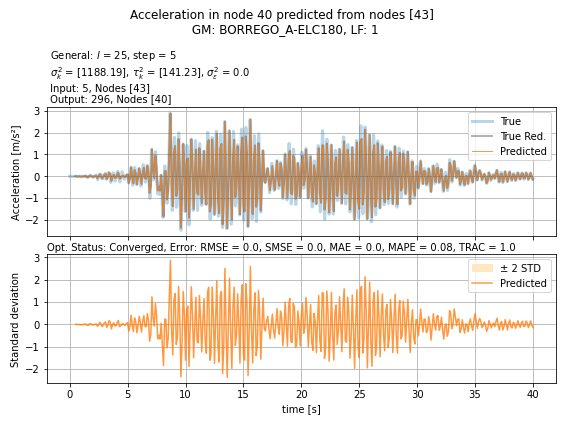 Acceleration in node 40 predicted from nodes [43]
GM: BORREGO_A-ELC180, LF: 1
General: l = 25, step = 5
σ²ₖ = [1188.19], τ²ₖ = [141.23], σ²ε = 0.0
Input: 5, Nodes [43]
Output: 296, Nodes [40]
Acceleration [m/s²]
3
2
1
0
−1
−2
True
True Red.
Predicted
Opt. Status: Converged, Error: RMSE = 0.0, SMSE = 0.0, MAE = 0.0, MAPE = 0.08, TRAC = 1.0
Standard deviation
3
2
1
0
−1
−2
± 2 STD
Predicted
0 5 10 15 20 25 30 35 40
time [s]